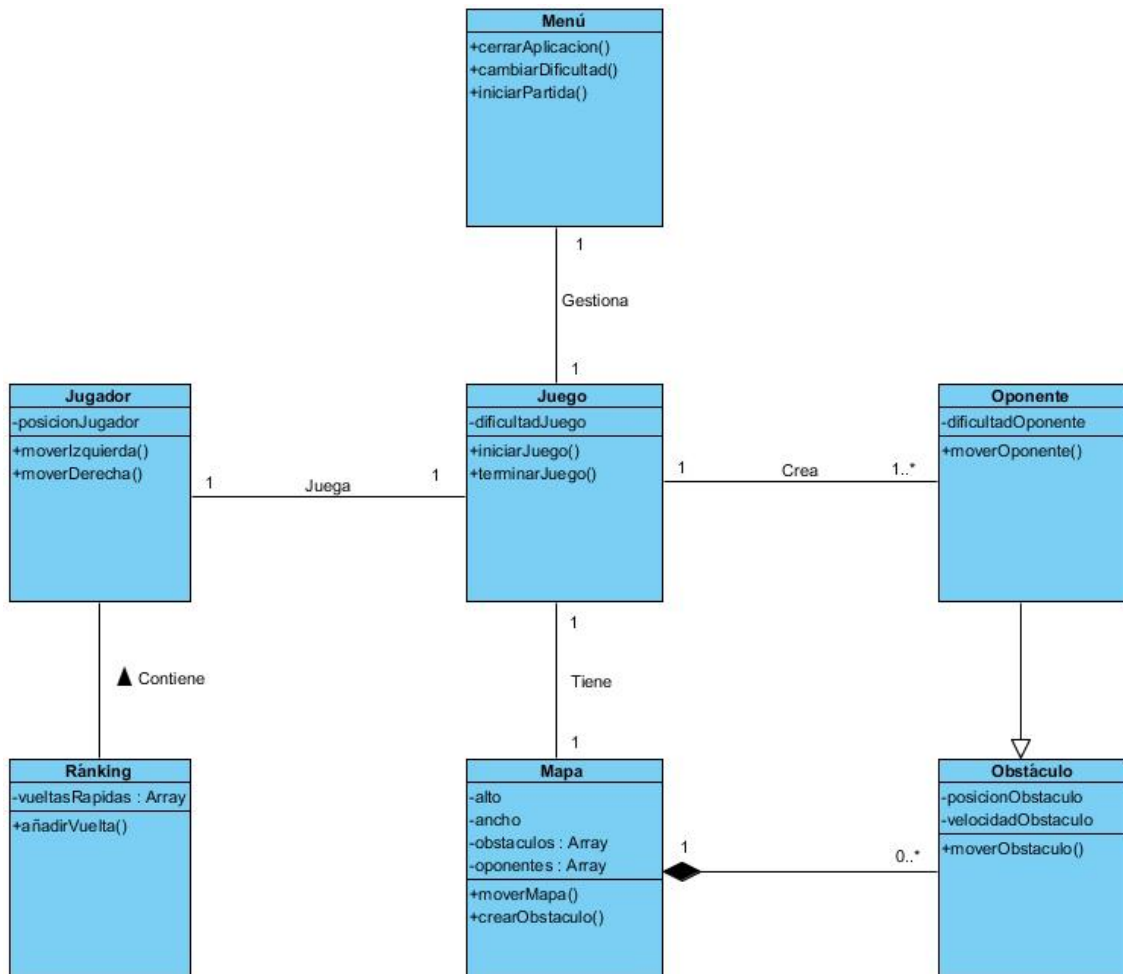 Menú
+cerrarAplicacion()
+cambiarDificultad()
+iniciarPartida()
1
Gestiona
1
Jugador
-posicionJugador
+moverIzquierda()
+moverDerecha()
Juego
-dificultadJuego
+iniciarJuego()
+terminarJuego()
Oponente
-dificultadOponente
+moverOponente()
1
Juega
1
1
Crea
1..*
Contiene
1
Tiene
1
Ránking
-vueltasRapidas : Array
+añadirVuelta()
Mapa
-alto
-ancho
-obstaculos : Array
-oponentes : Array
+moverMapa()
+crearObstaculo()
1
0..*
Obstáculo
-posicionObstaculo
-velocidadObstaculo
+moverObstaculo()